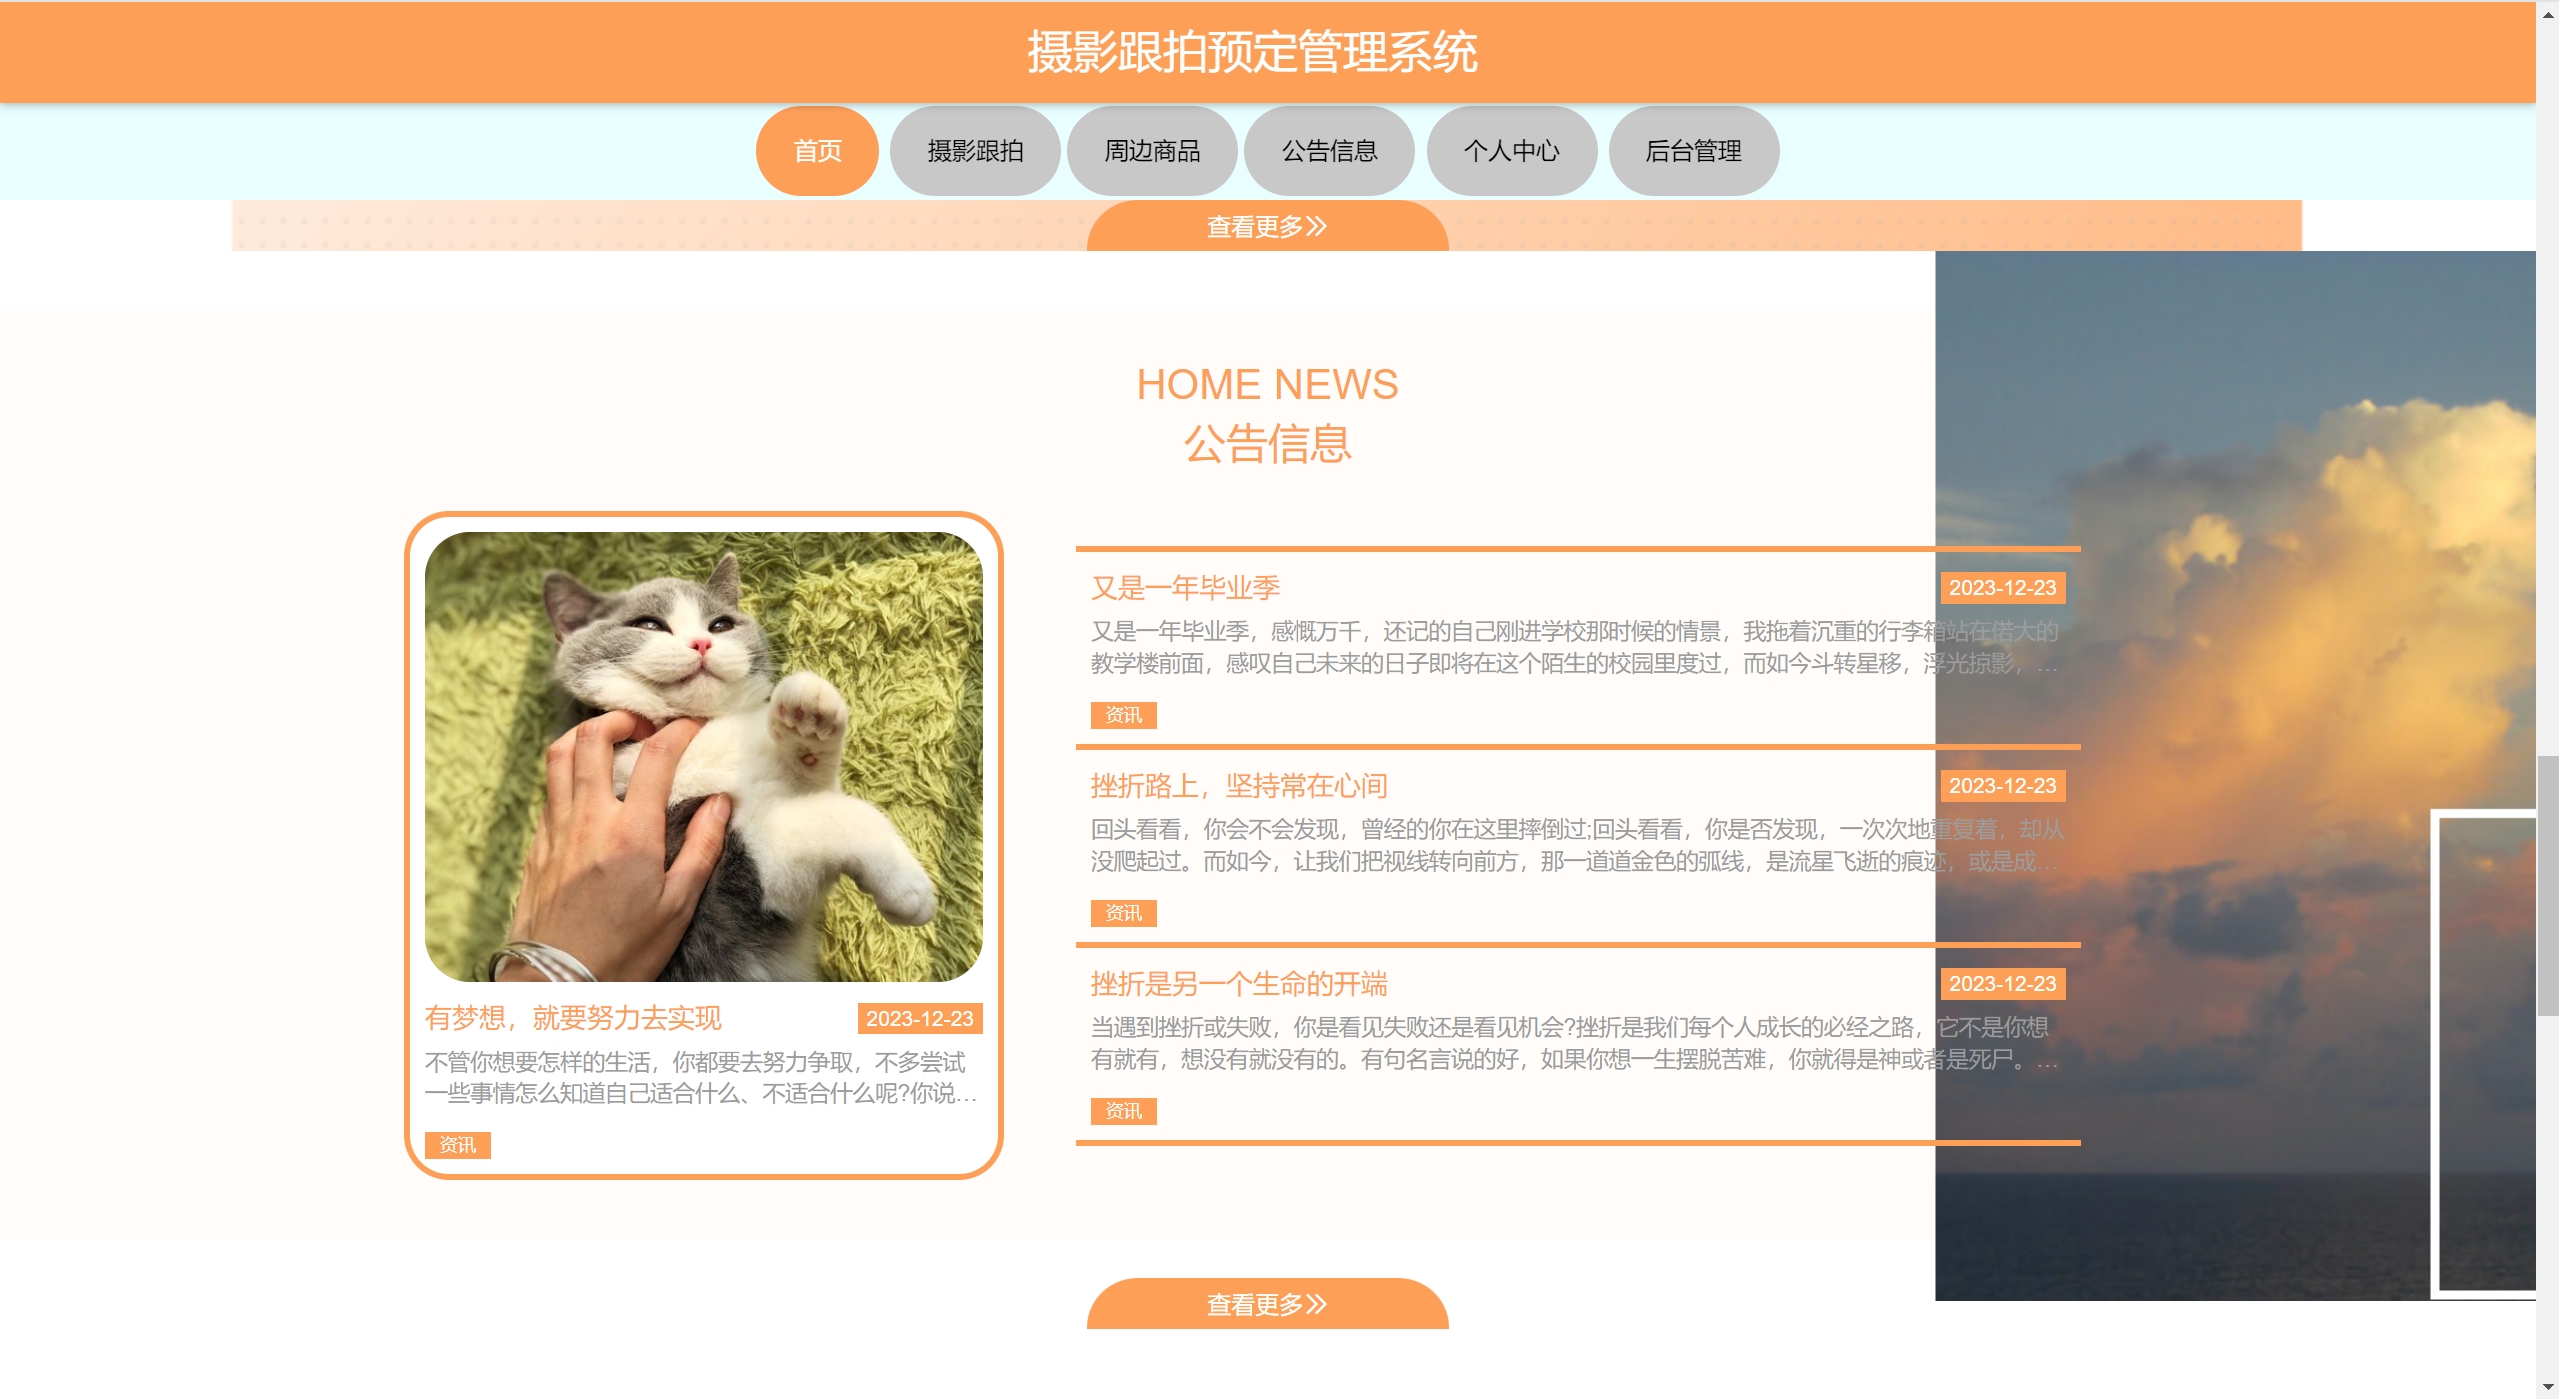 摄影跟拍预定管理系统
首页
摄影跟拍
周边商品
公告信息
个人中心
后台管理
查看更多
HOME NEWS
公告信息
有梦想，就要努力去实现
2023-12-23
不管你想要怎样的生活，你都要去努力争取，不多尝试
一些事情怎么知道自己适合什么、不适合什么呢?你说…
资讯
又是一年毕业季
2023-12-23
又是一年毕业季，感慨万千，还记的自己刚进学校那时候的情景，我拖着沉重的行李箱站在偌大的
教学楼前面，感叹自己未来的日子即将在这个陌生的校园里度过，而如今斗转星移，浮光掠影，…
资讯
挫折路上，坚持常在心间
2023-12-23
回头看看，你会不会发现，曾经的你在这里摔倒过;回头看看，你是否发现，一次次地重复着，却从
没爬起过。而如今，让我们把视线转向前方，那一道道金色的弧线，是流星飞逝的痕迹，或是成…
资讯
挫折是另一个生命的开端
2023-12-23
当遇到挫折或失败，你是看见失败还是看见机会?挫折是我们每个人成长的必经之路，它不是你想
有就有，想没有就没有的。有句名言说的好，如果你想一生摆脱苦难，你就得是神或者是死尸。…
资讯
查看更多